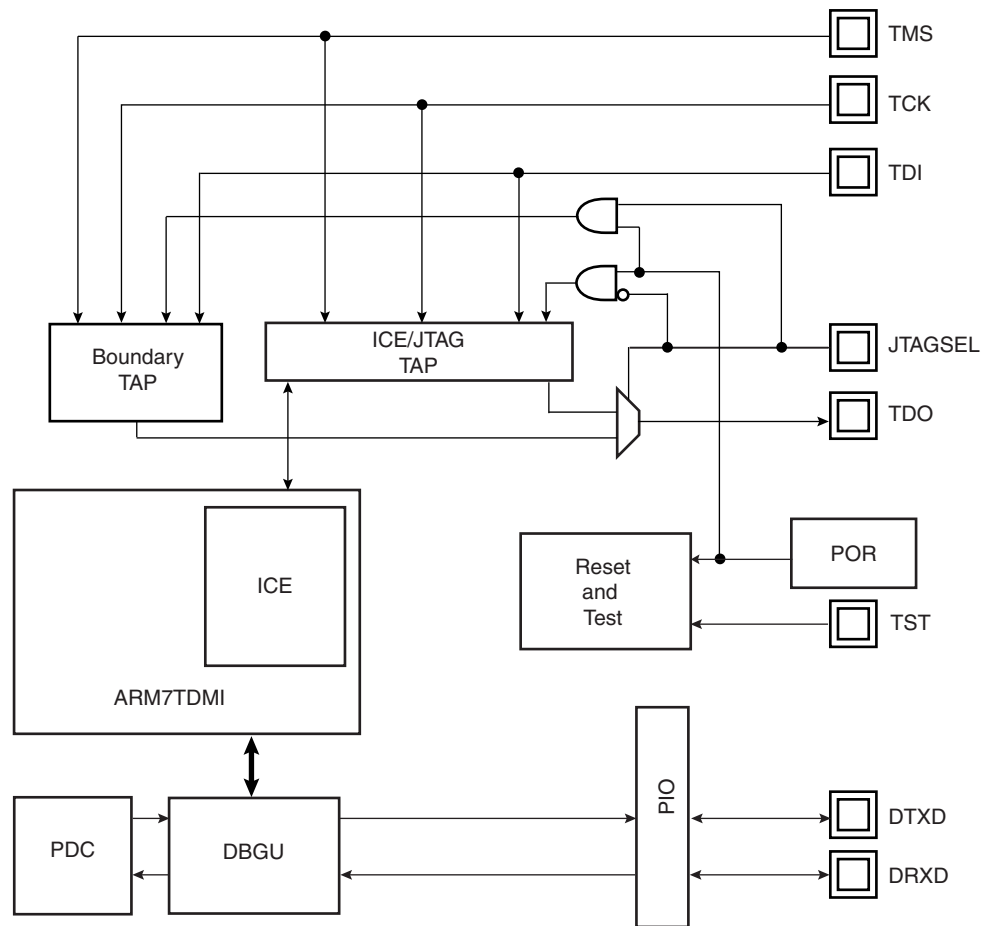 TMS
TCK
TDI
Boundary
TAP
ICE/JTAG
TAP
JTAGSEL
TDO
POR
Reset
and
Test
ICE
TST
ARM7TDMI
PIO
PDC
DBGU
DTXD
DRXD